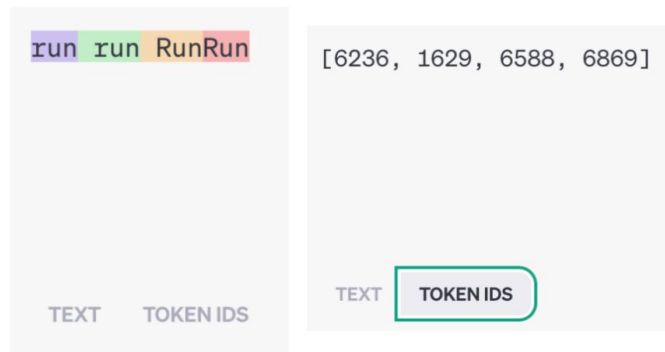 run run RunRun
TEXT TOKEN IDS
[6236, 1629, 6588, 6869]
TEXT TOKEN IDS